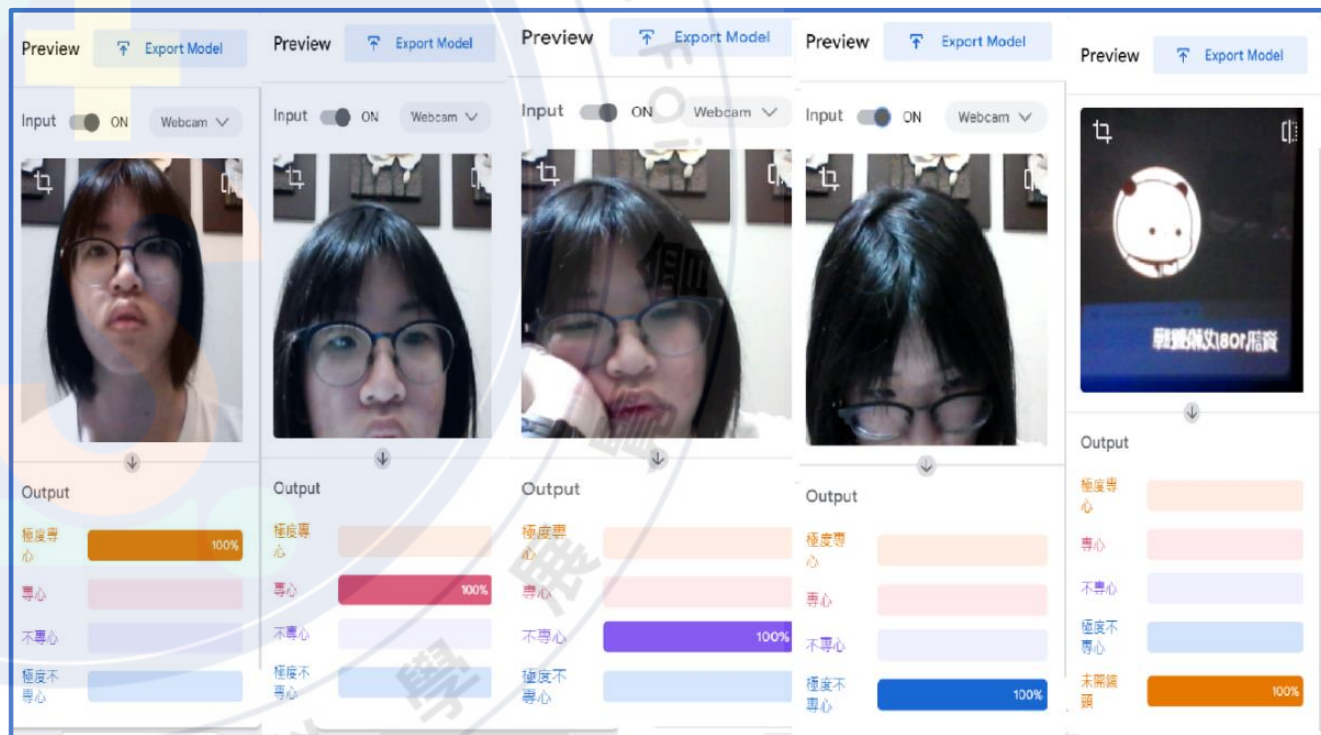 Preview
Export Model
Input
ON
Webcam
Output
極度專
心
100%
專心
不專心
極度不
專心
Preview
Export Model
Input
ON
Webcam
Output
極度專
心
專心
100%
不專心
極度不
專心
Preview
Export Model
Input
ON
Webcam
Output
極度專
心
專心
不專心
100%
極度不
專心
Preview
Export Model
Input
ON
Webcam
Output
極度專
心
專心
不專心
極度不
專心
100%
Preview
Export Model
Output
極度專
心
專心
不專心
極度不
專心
未開鏡
頭
100%
學
展
覽